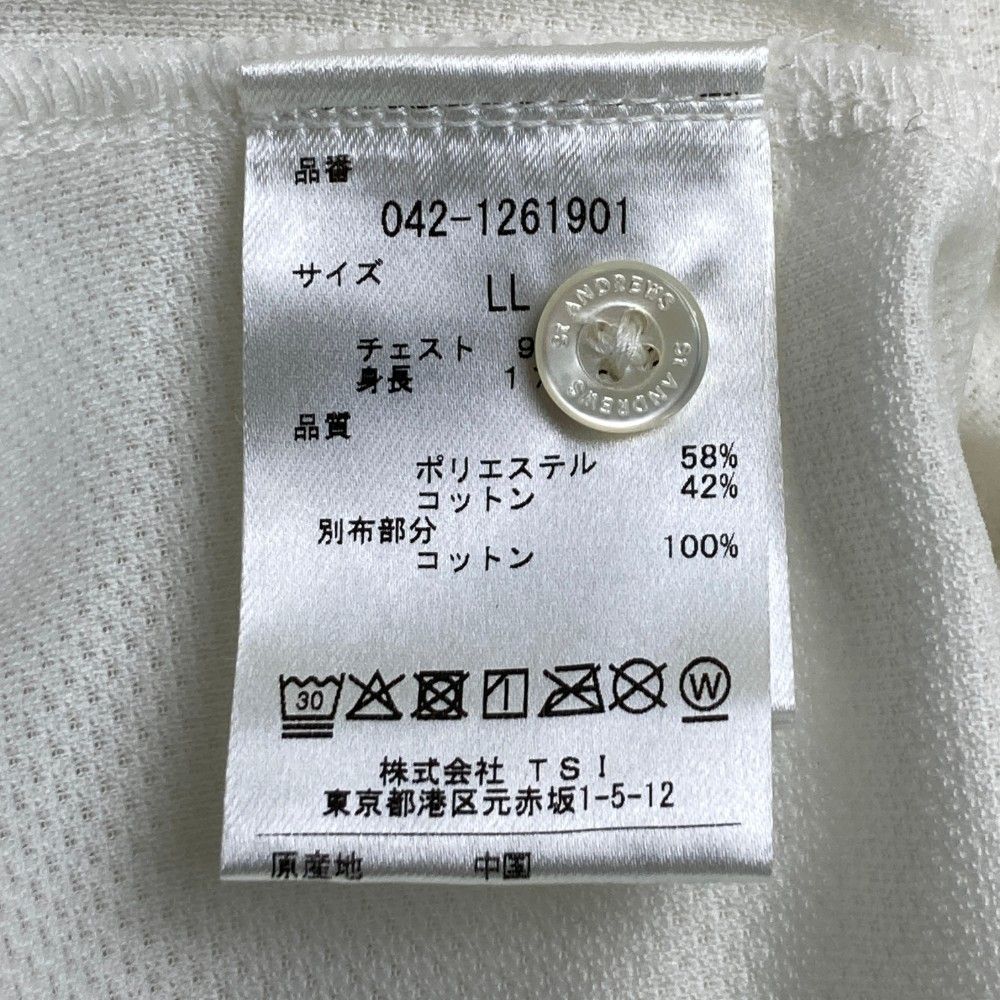 品番
042-1261901
サイズ
LL
チェスト 9
身長 1
品質
ポリエステル 58%
コットン 42%
別布部分
コットン 100%
30
W
株式会社 TSI
東京都港区元赤坂1-5-12
原産地 中国
ST ANDREWS
ST ANDREWS